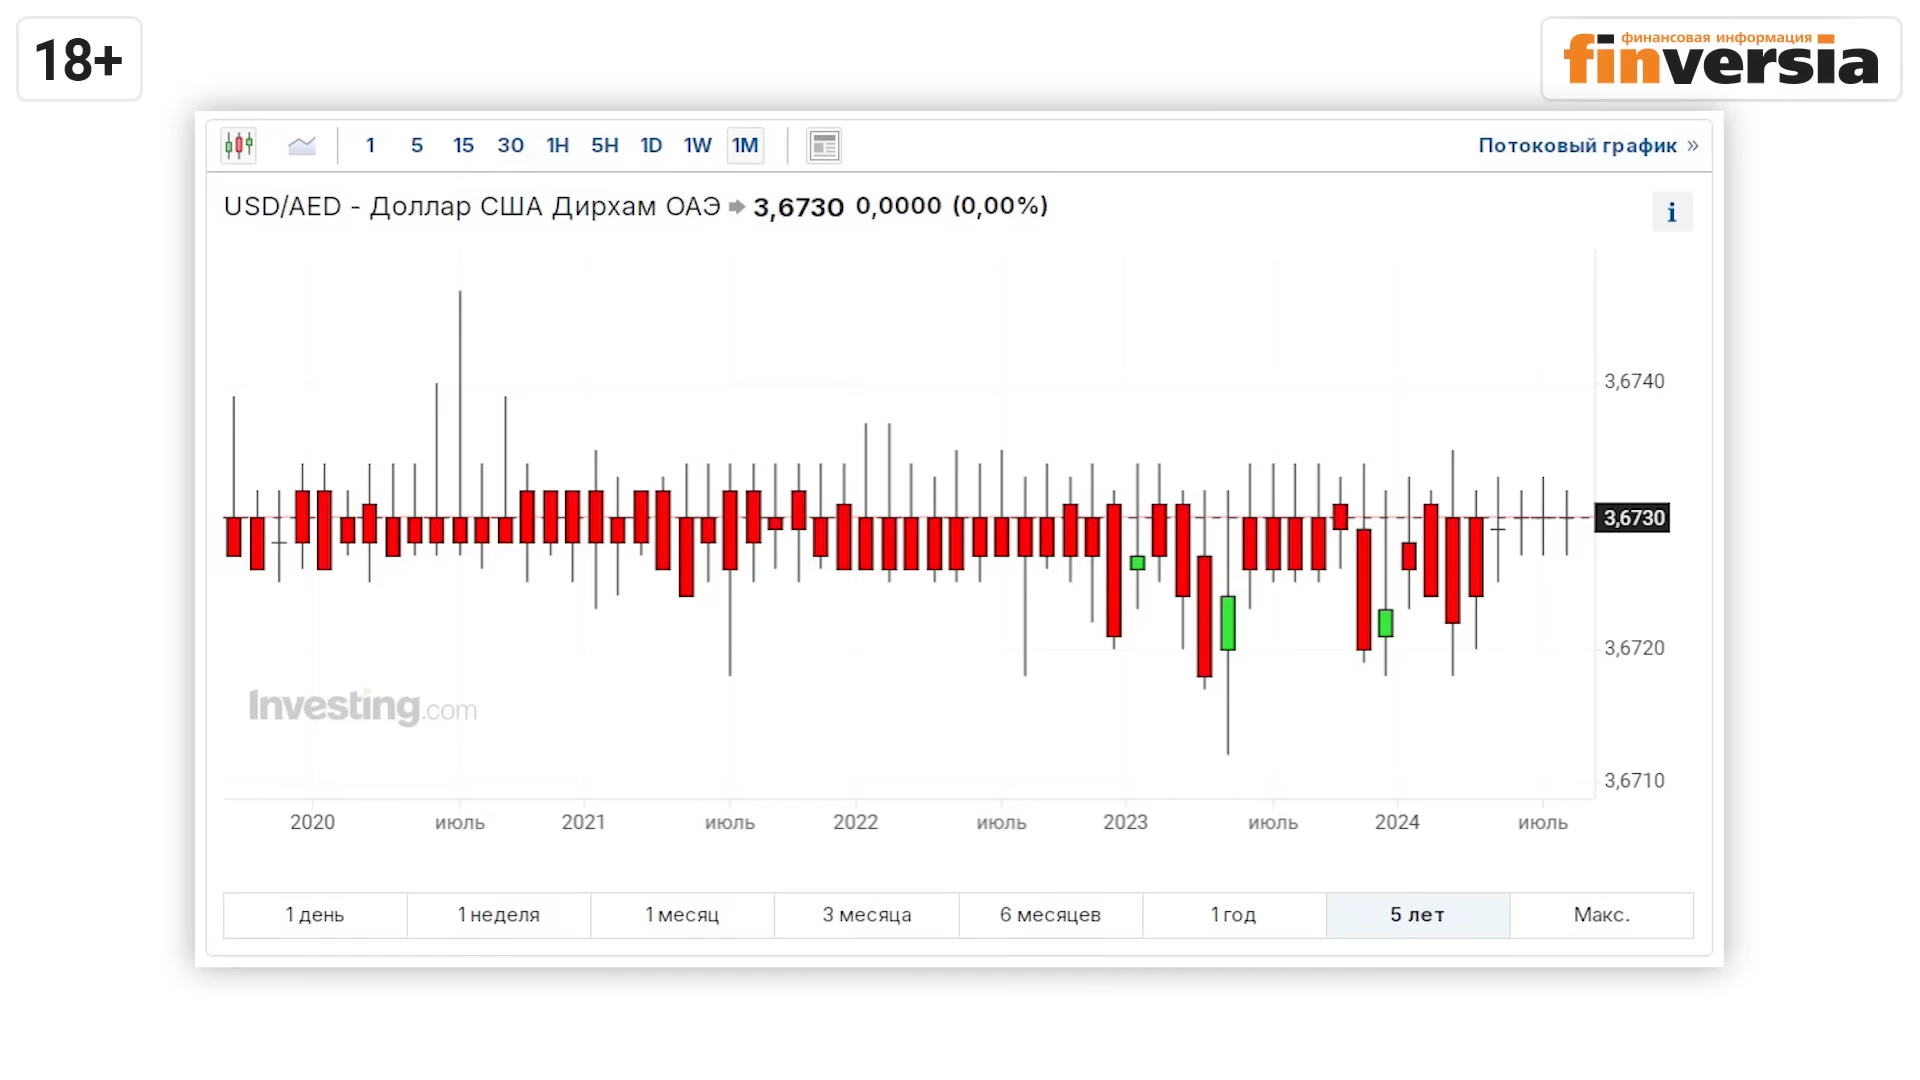 18+
финансовая информация
finversia
1 5 15 30 1H 5H 1D 1W 1M
Потоковый график »
USD/AED - Доллар США Дирхам ОАЭ 3,6730 0,0000 (0,00%)
i
3,6740
3,6730
3,6720
3,6710
Investing.com
2020 июль 2021 июль 2022 июль 2023 июль 2024 июль
1 день 1 неделя 1 месяц 3 месяца 6 месяцев 1 год 5 лет Макс.